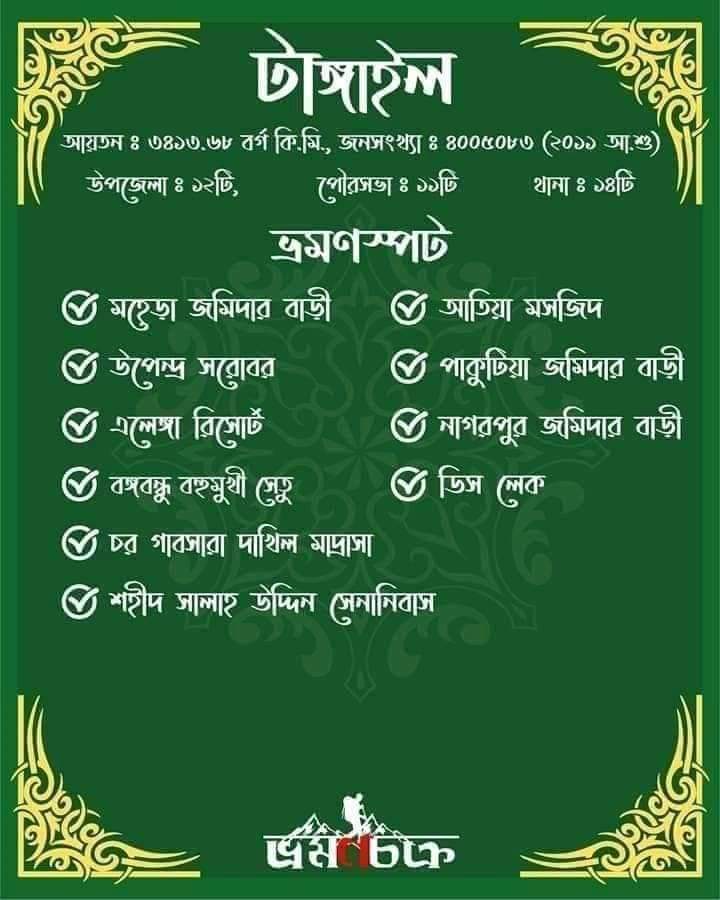 টাঙ্গাইল
আয়তন ঃ ৩৪১৩.৬৮ বর্গ কি.মি., জনসংখ্যা ঃ ৪০০৫০৮৩ (২০১১ আ.শু)
উপজেলা ঃ ১২টি, পৌরসভা ঃ ১১টি থানা ঃ ১৪টি
ভ্রমণস্পট
মহেড়া জমিদার বাড়ী
আতিয়া মসজিদ
উপেন্দ্র সরোবর
পাকুটিয়া জমিদার বাড়ী
এলেঙ্গা রিসোর্ট
নাগরপুর জমিদার বাড়ী
বঙ্গবন্ধু বহুমুখী সেতু
ডিস লেক
চর গাবসারা দাখিল মাদ্রাসা
শহীদ সালাহ উদ্দিন সেনানিবাস
ভ্রমণচক্র